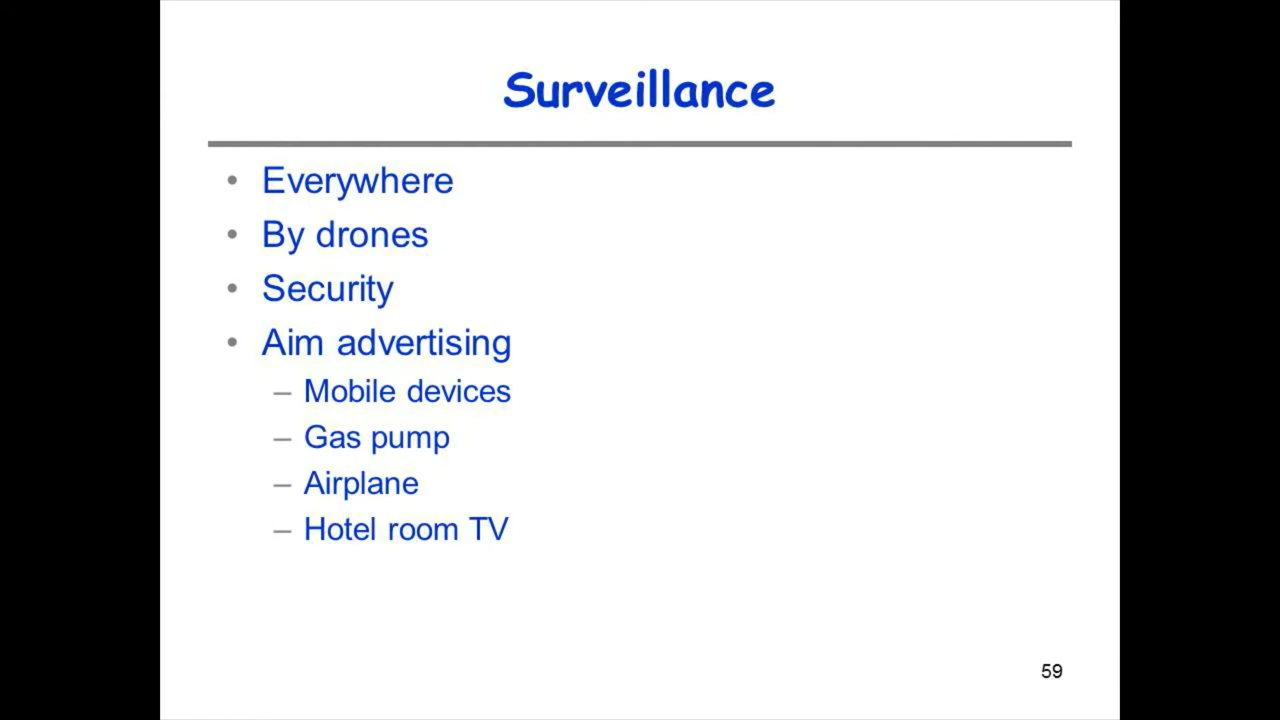 Surveillance
• Everywhere
• By drones
• Security
• Aim advertising
– Mobile devices
– Gas pump
– Airplane
– Hotel room TV
59